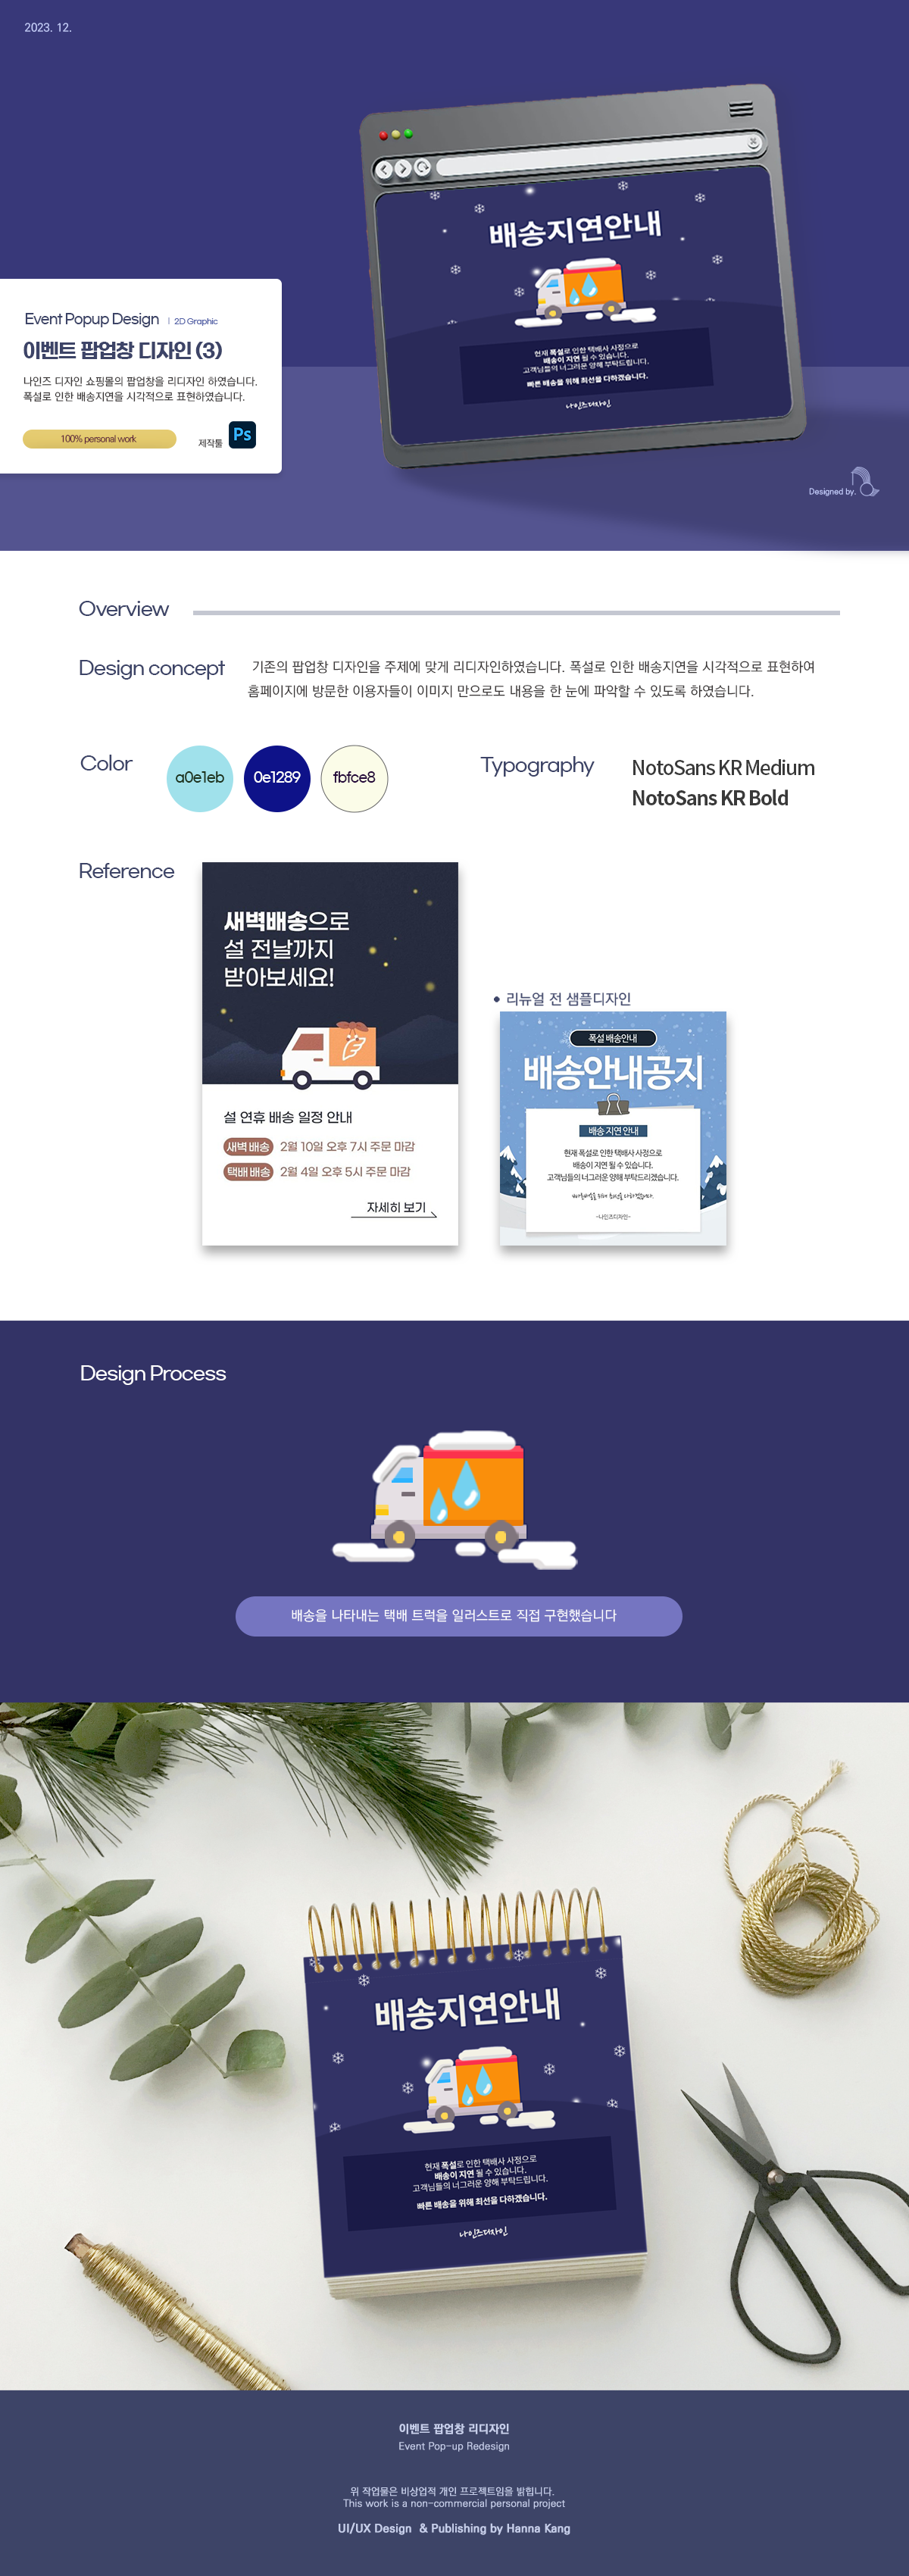 2023. 12.
배송지연안내
현재 폭설로 인한 택배사 사정으로
배송이 지연 될 수 있습니다.
고객님들의 너그러운 양해 부탁드립니다.
빠른 배송을 위해 최선을 다하겠습니다.
나인즈디자인
Event Popup Design | 2D Graphic
이벤트 팝업창 디자인 (3)
나인즈 디자인 쇼핑몰의 팝업창을 리디자인 하였습니다.
폭설로 인한 배송지연을 시각적으로 표현하였습니다.
100% personal work
제작툴 Ps
Designed by.
Overview
Design concept
기존의 팝업창 디자인을 주제에 맞게 리디자인하였습니다. 폭설로 인한 배송지연을 시각적으로 표현하여
홈페이지에 방문한 이용자들이 이미지 만으로도 내용을 한 눈에 파악할 수 있도록 하였습니다.
Color
a0e1eb
0e1289
fbfce8
Typography
NotoSans KR Medium
NotoSans KR Bold
Reference
새벽배송으로
설 전날까지
받아보세요!
설 연휴 배송 일정 안내
새벽 배송 2월 10일 오후 7시 주문 마감
택배 배송 2월 4일 오후 5시 주문 마감
자세히 보기
• 리뉴얼 전 샘플디자인
폭설 배송안내
배송안내공지
배송 지연 안내
현재 폭설로 인한 택배사 사정으로
배송이 지연 될 수 있습니다.
고객님들의 너그러운 양해 부탁드리겠습니다.
빠른배송을 위해 최선을 다하겠습니다.
-나인즈디자인-
Design Process
배송을 나타내는 택배 트럭을 일러스트로 직접 구현했습니다
배송지연안내
현재 폭설로 인한 택배사 사정으로
배송이 지연 될 수 있습니다.
고객님들의 너그러운 양해 부탁드립니다.
빠른 배송을 위해 최선을 다하겠습니다.
나인즈디자인
이벤트 팝업창 리디자인
Event Pop-up Redesign
위 작업물은 비상업적 개인 프로젝트임을 밝힙니다.
This work is a non-commercial personal project
UI/UX Design & Publishing by Hanna Kang